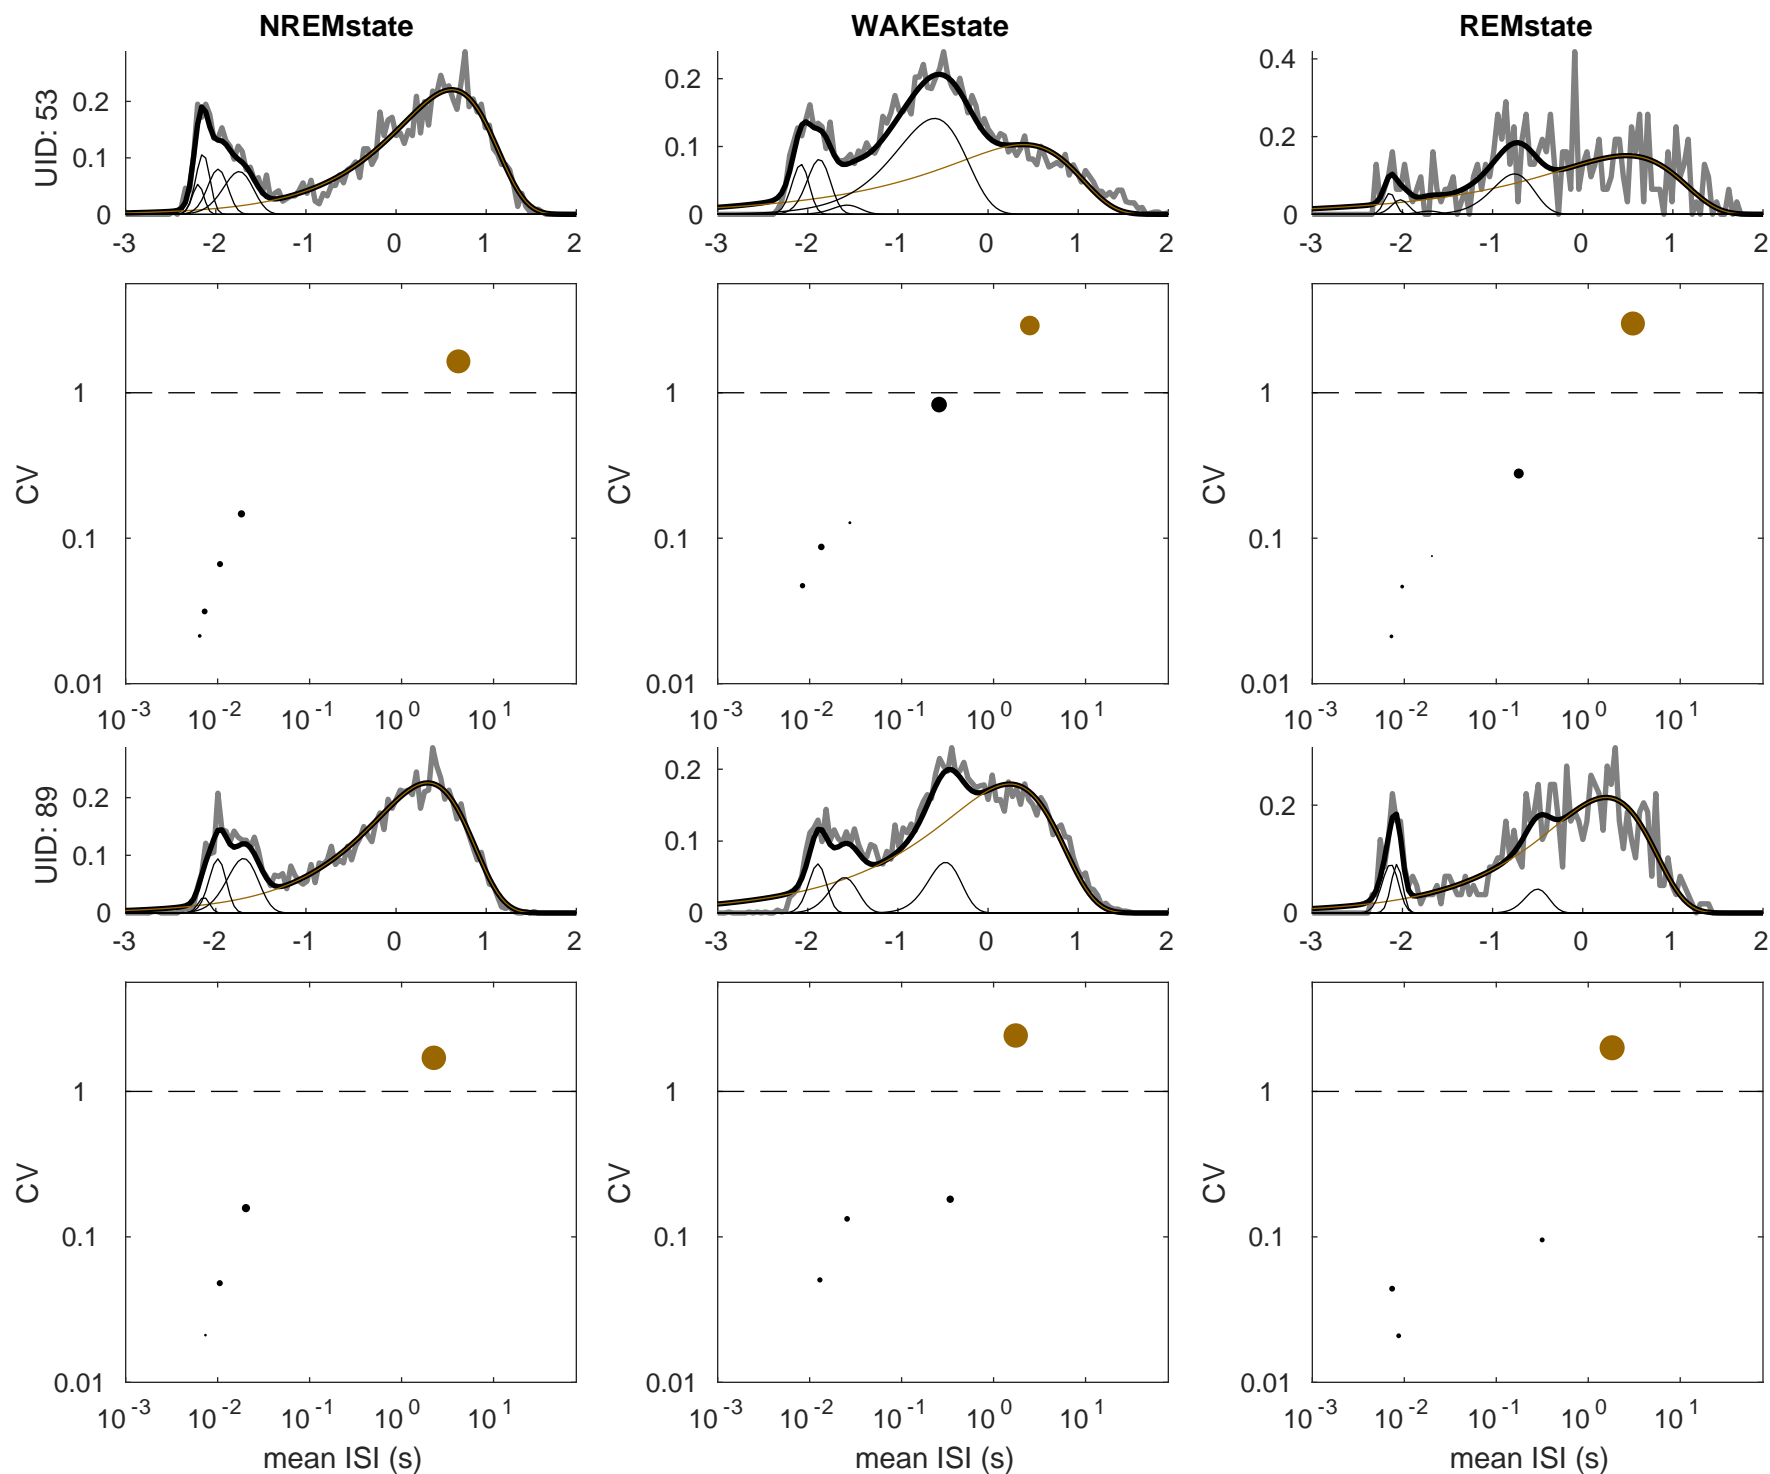 NREMstate WAKEstate REMstate
UID: 53
0.2 0.1 0
0.2 0.1 0
0.4 0.2 0
-3 -2 -1 0 1 2
-3 -2 -1 0 1 2
-3 -2 -1 0 1 2
CV 1 0.1 0.01
CV 1 0.1 0.01
CV 1 0.1 0.01
10^-3 10^-2 10^-1 10^0 10^1
10^-3 10^-2 10^-1 10^0 10^1
10^-3 10^-2 10^-1 10^0 10^1
UID: 89
0.2 0.1 0
0.2 0.1 0
0.2 0
-3 -2 -1 0 1 2
-3 -2 -1 0 1 2
-3 -2 -1 0 1 2
CV 1 0.1 0.01
CV 1 0.1 0.01
CV 1 0.1 0.01
10^-3 10^-2 10^-1 10^0 10^1
10^-3 10^-2 10^-1 10^0 10^1
10^-3 10^-2 10^-1 10^0 10^1
mean ISI (s) mean ISI (s) mean ISI (s)